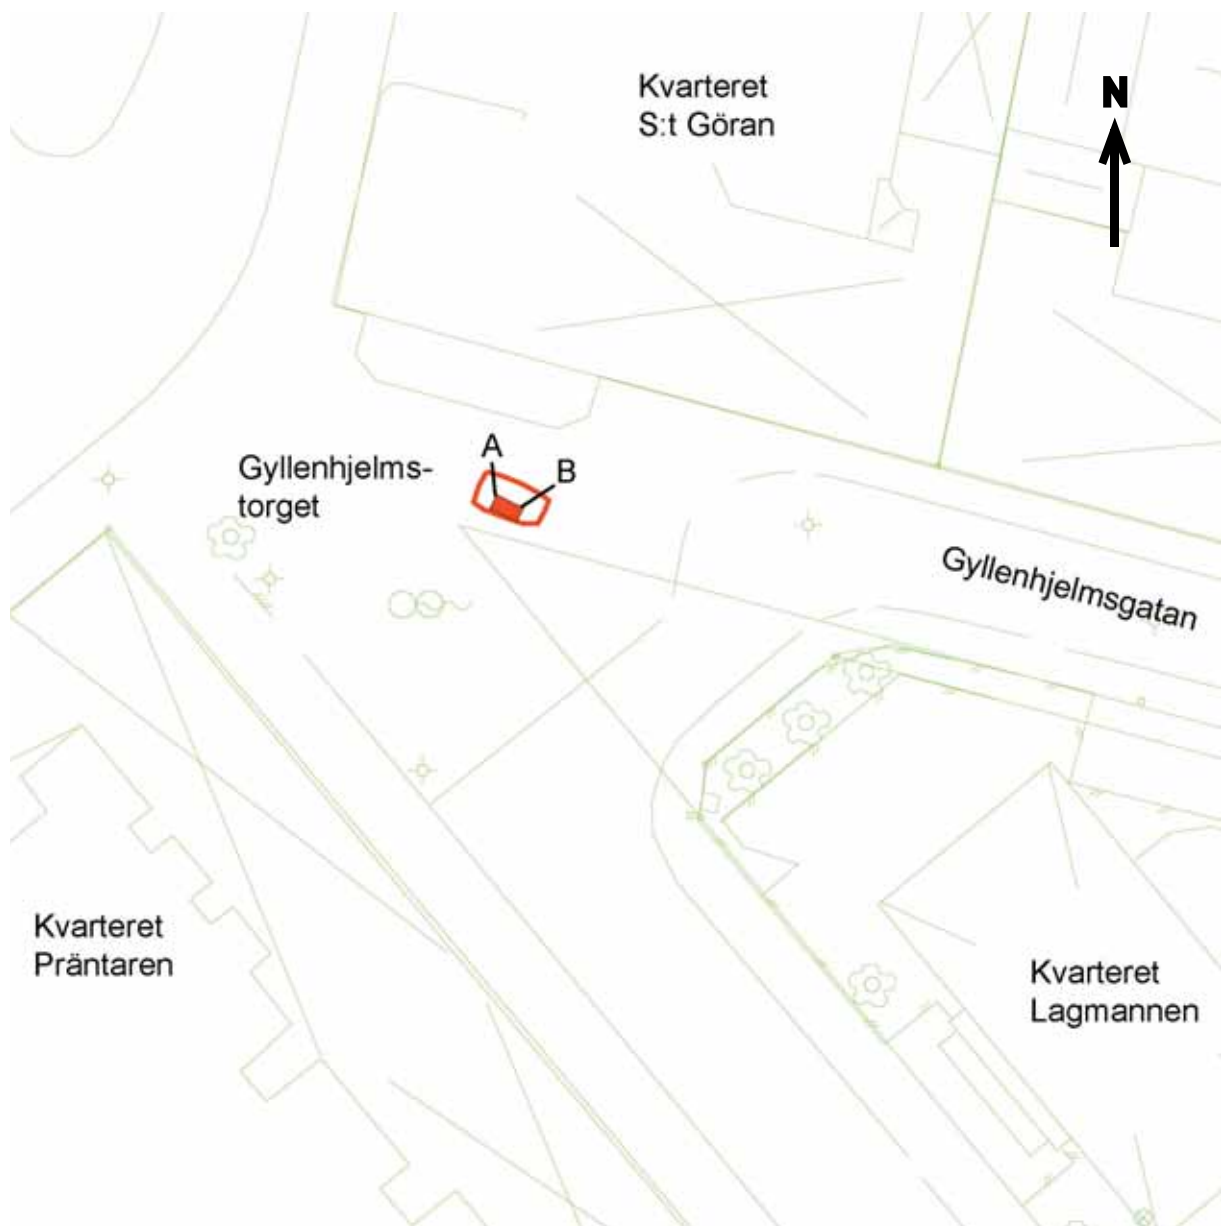 Kvarteret
S:t Göran
N
A
B
Gyllenhjelms-
torget
Gyllenhjelmsgatan
Kvarteret
Präntaren
Kvarteret
Lagmannen